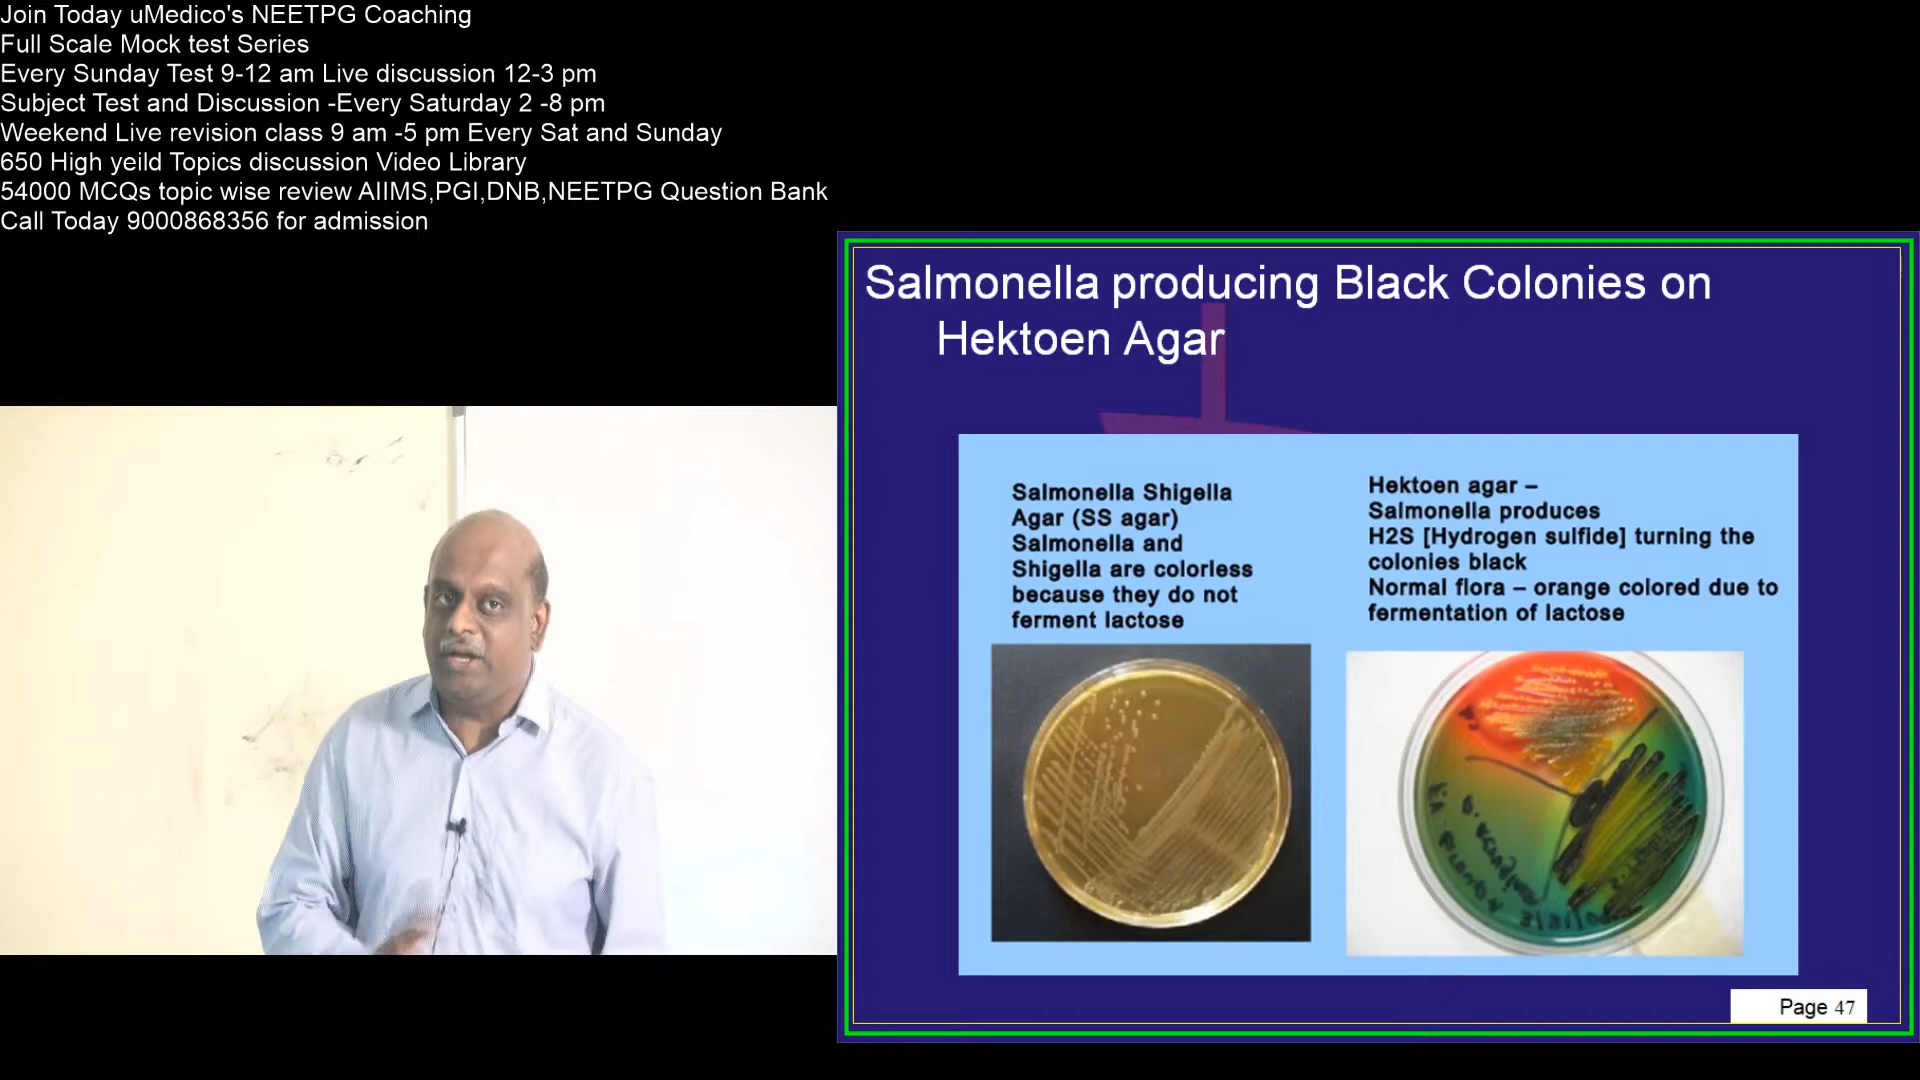 Join Today uMedico's NEETPG Coaching
Full Scale Mock test Series
Every Sunday Test 9-12 am Live discussion 12-3 pm
Subject Test and Discussion -Every Saturday 2 -8 pm
Weekend Live revision class 9 am -5 pm Every Sat and Sunday
650 High yeild Topics discussion Video Library
54000 MCQs topic wise review AIIMS,PGI,DNB,NEETPG Question Bank
Call Today 9000868356 for admission
Salmonella producing Black Colonies on
Hektoen Agar
Salmonella Shigella
Agar (SS agar)
Salmonella and
Shigella are colorless
because they do not
ferment lactose
Hektoen agar –
Salmonella produces
H2S [Hydrogen sulfide] turning the
colonies black
Normal flora – orange colored due to
fermentation of lactose
Page 47